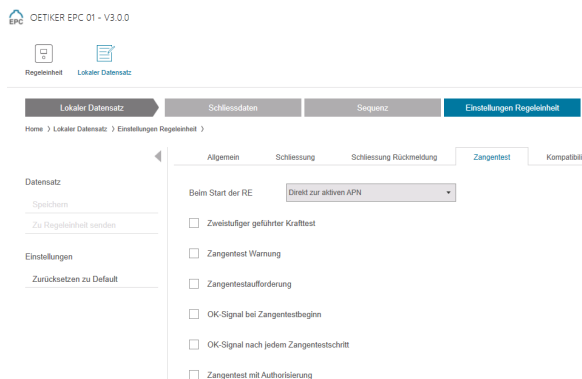 EPC OETIKER EPC 01 - V3.0.0
Regeleinheit Lokaler Datensatz
Lokaler Datensatz Schliessdaten Sequenz Einstellungen Regeleinheit
Home > Lokaler Datensatz > Einstellungen Regeleinheit >
Allgemein Schliessung Schliessung Rückmeldung Zangentest Kompatibili
Datensatz
Beim Start der RE Direkt zur aktiven APN
Speichern
Zu Regeleinheit senden
Zweistufiger geführter Krafttest
Zangentest Warnung
Einstellungen
Zurücksetzen zu Default
Zangentestaufforderung
OK-Signal bei Zangentestbeginn
OK-Signal nach jedem Zangentestschritt
Zangentest mit Authorisierung